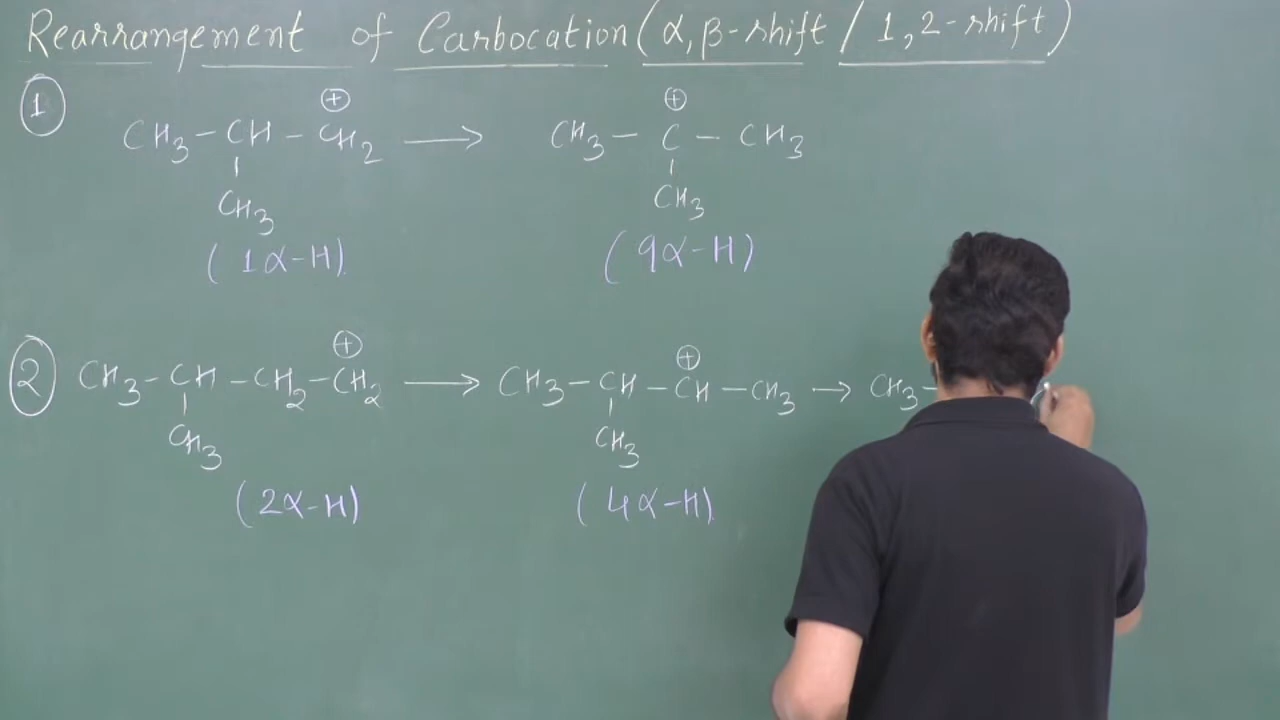 Rearrangement of Carbocation (α,β-shift / 1,2-shift)
① CH₃ – CH – CH₂ ⟶ CH₃ – C – CH₃
⊕ ⊕
CH₃ CH₃
(1α-H) (9α-H)
② CH₃ – CH – CH₂ – CH₂ ⟶ CH₃ – CH – CH – CH₃ → CH₃ –
⊕ ⊕
CH₃ CH₃
(2α-H) (4α-H)